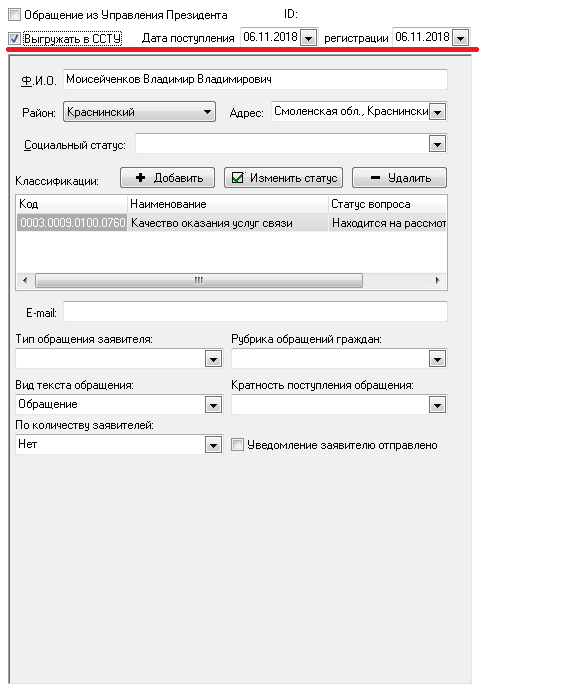 Обращение из Управления Президента ID:
Выгружать в ССТУ Дата поступления 06.11.2018 регистрации 06.11.2018
Ф.И.О. Моисейченков Владимир Владимирович
Район: Краснинский Адрес: Смоленская обл., Краснински
Социальный статус:
Классификации: Добавить Изменить статус Удалить
Код Наименование Статус вопроса
0003.0009.0100.0760 Качество оказания услуг связи Находится на рассмот
E-mail:
Тип обращения заявителя: Рубрика обращений граждан:
Вид текста обращения: Кратность поступления обращения:
Обращение
По количеству заявителей:
Нет Уведомление заявителю отправлено